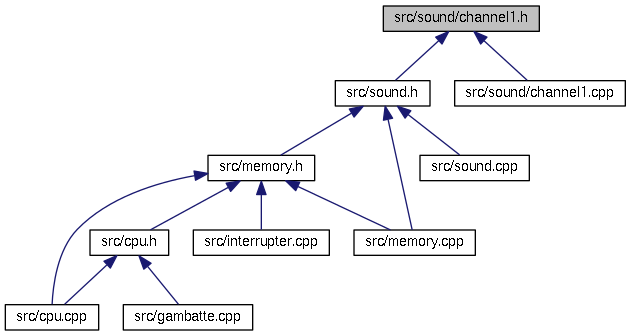 src/sound/channel1.h
src/sound.h
src/sound/channel1.cpp
src/memory.h
src/sound.cpp
src/cpu.h
src/interrupter.cpp
src/memory.cpp
src/cpu.cpp
src/gambatte.cpp